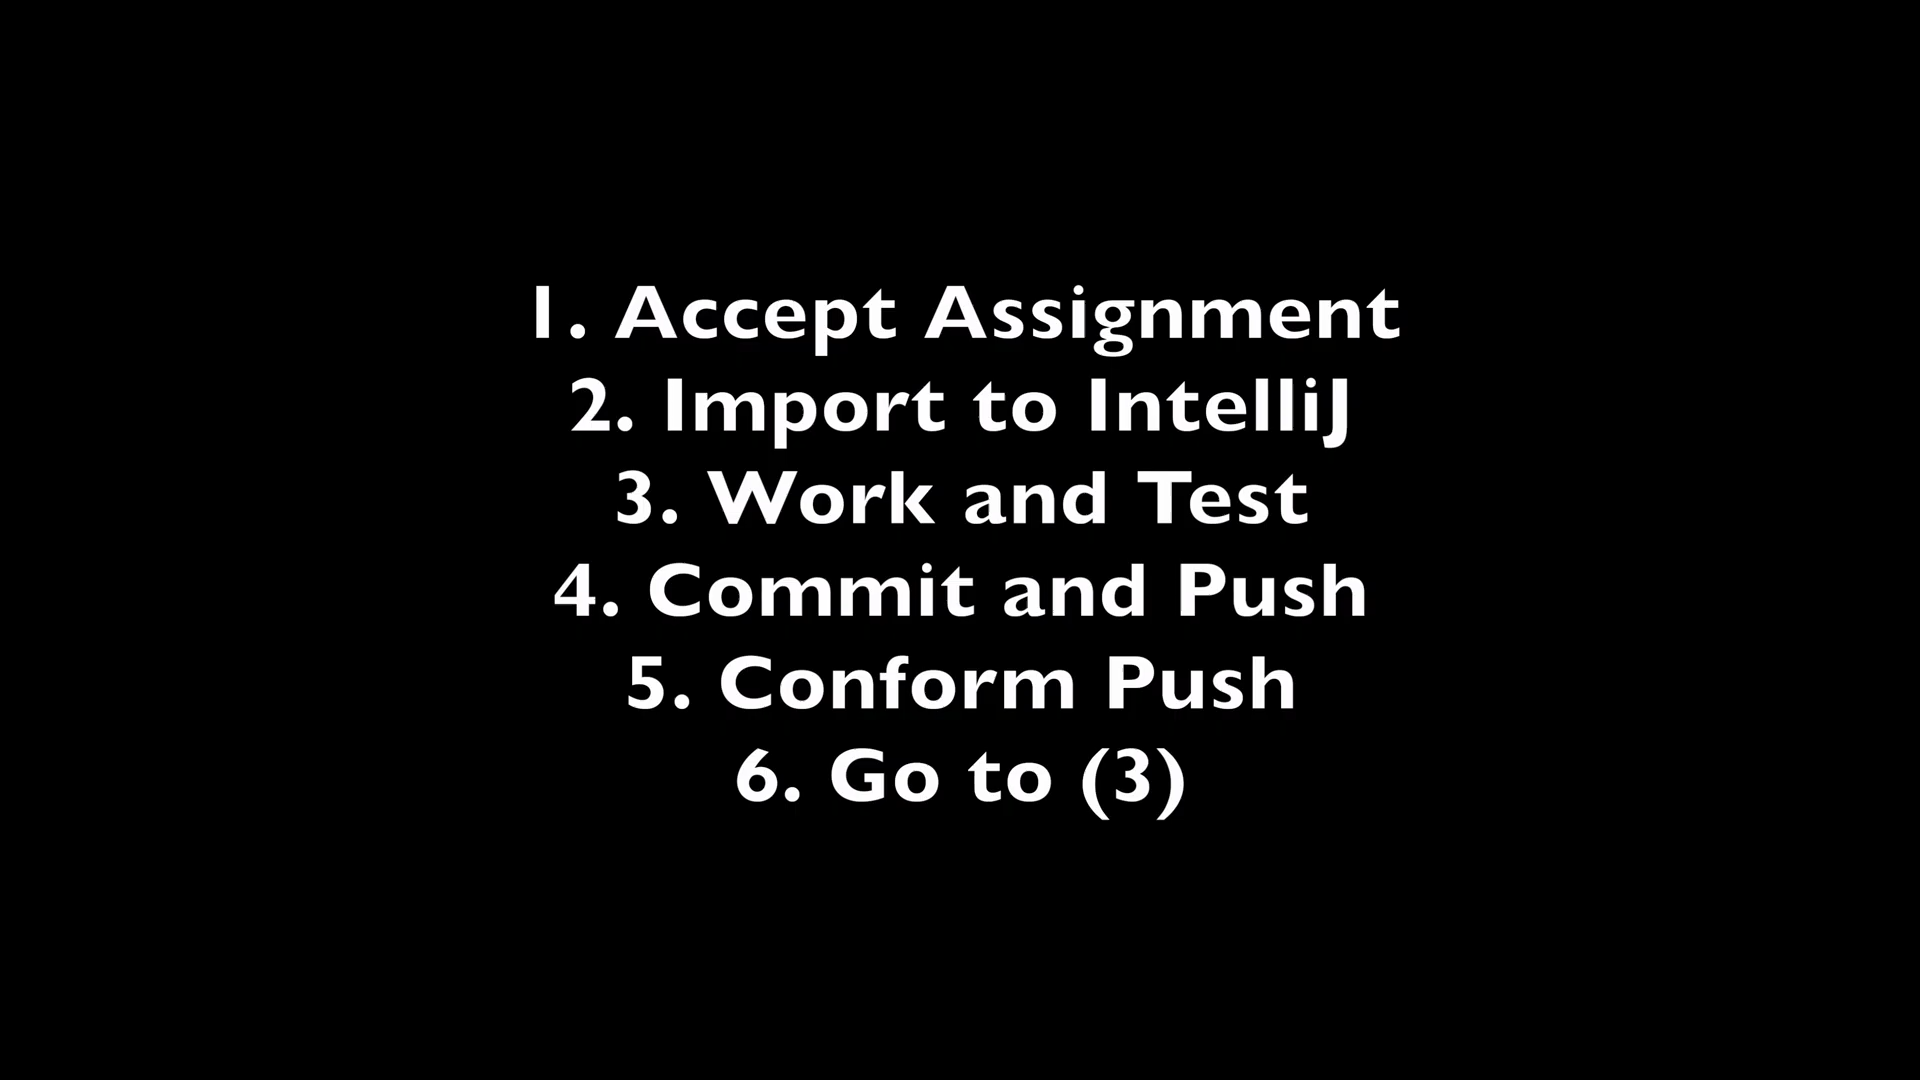 1. Accept Assignment
2. Import to IntelliJ
3. Work and Test
4. Commit and Push
5. Conform Push
6. Go to (3)